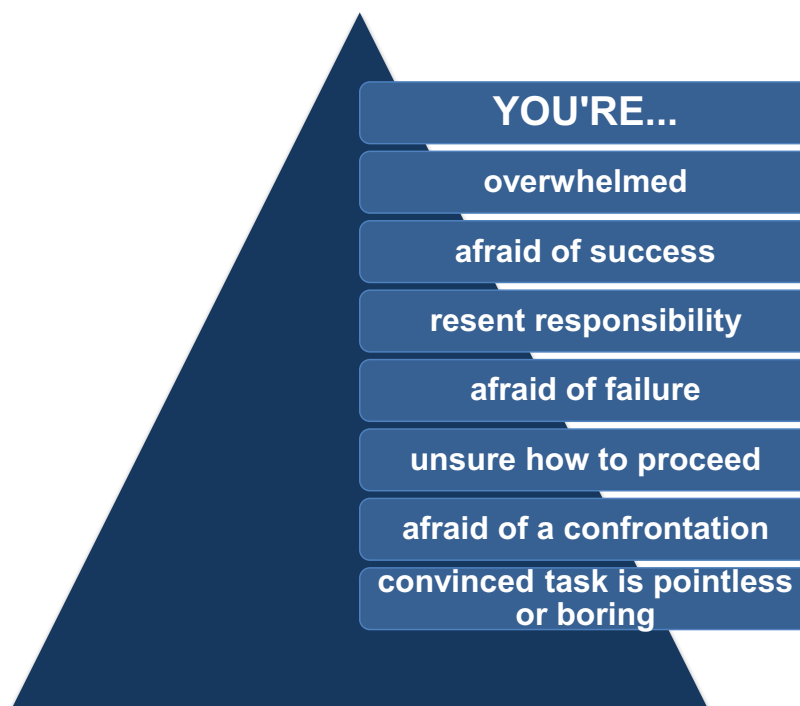 YOU'RE...
overwhelmed
afraid of success
resent responsibility
afraid of failure
unsure how to proceed
afraid of a confrontation
convinced task is pointless
or boring